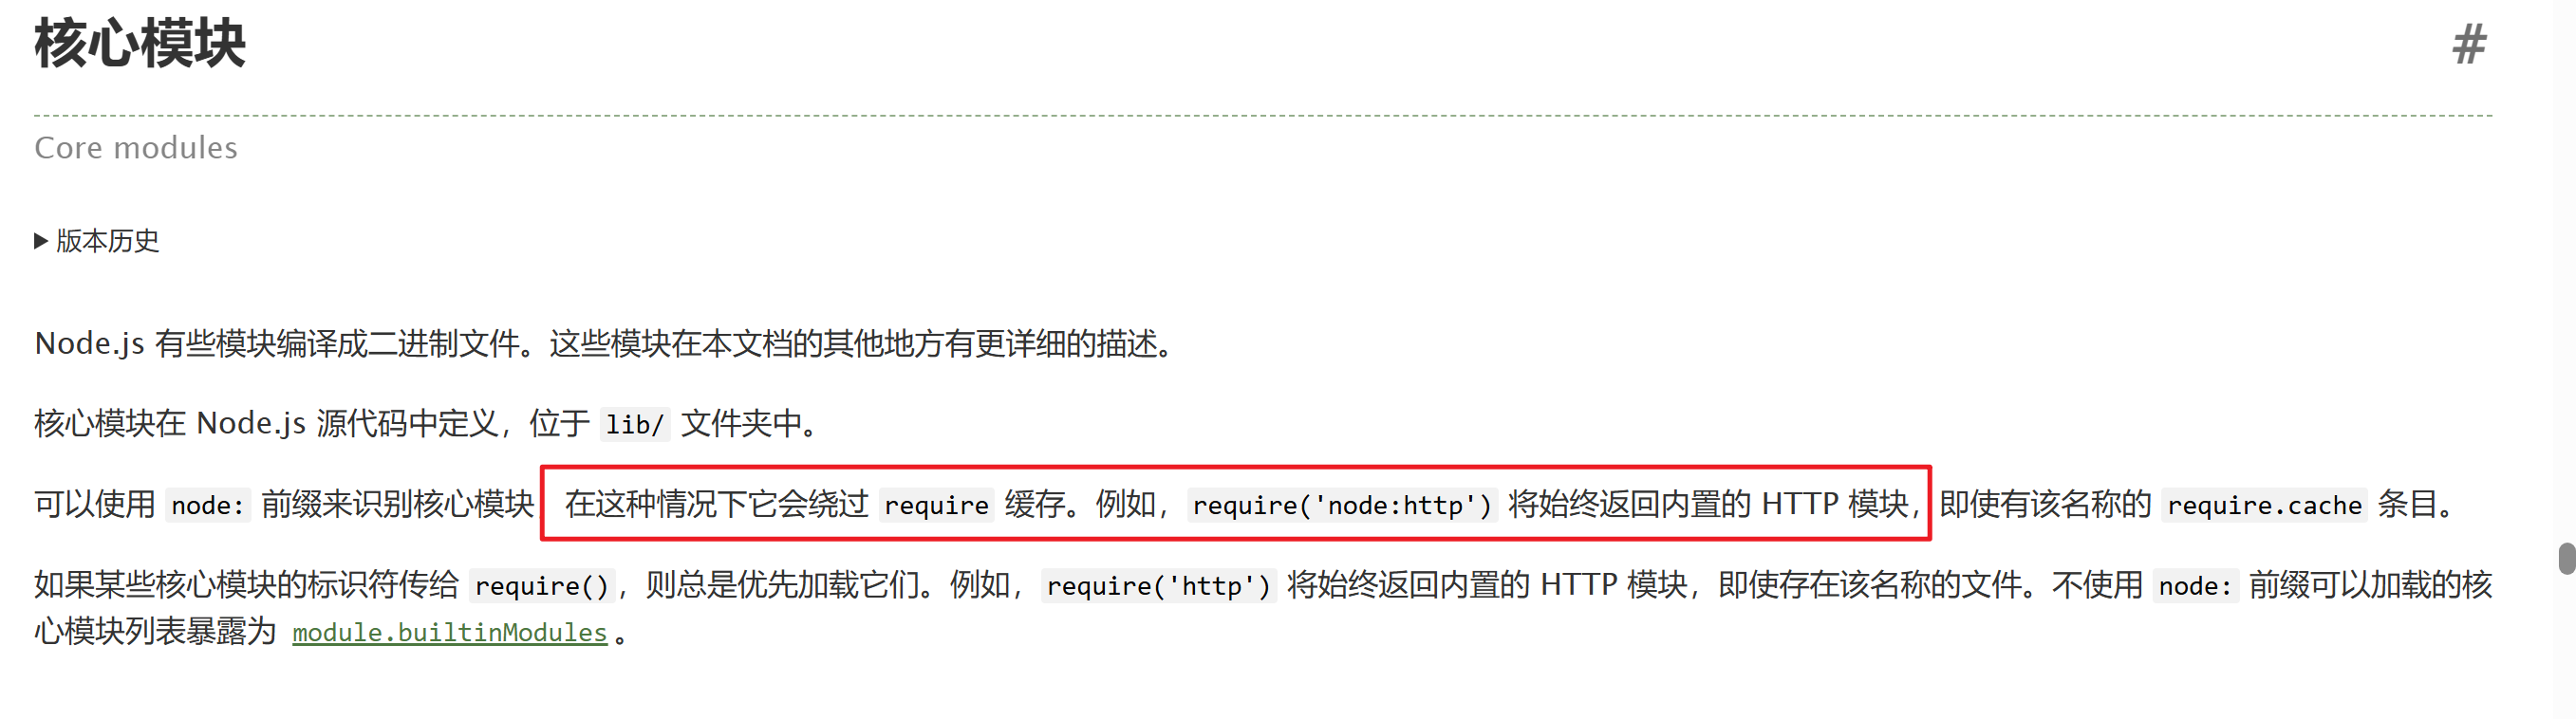 核心模块 #
Core modules
▶ 版本历史
Node.js 有些模块编译成二进制文件。这些模块在本文档的其他地方有更详细的描述。
核心模块在 Node.js 源代码中定义，位于 lib/ 文件夹中。
可以使用 node: 前缀来识别核心模块 在这种情况下它会绕过 require 缓存。例如，require('node:http') 将始终返回内置的 HTTP 模块，即使有该名称的 require.cache 条目。
如果某些核心模块的标识符传给 require()，则总是优先加载它们。例如，require('http') 将始终返回内置的 HTTP 模块，即使存在该名称的文件。不使用 node: 前缀可以加载的核
心模块列表暴露为 module.builtinModules。